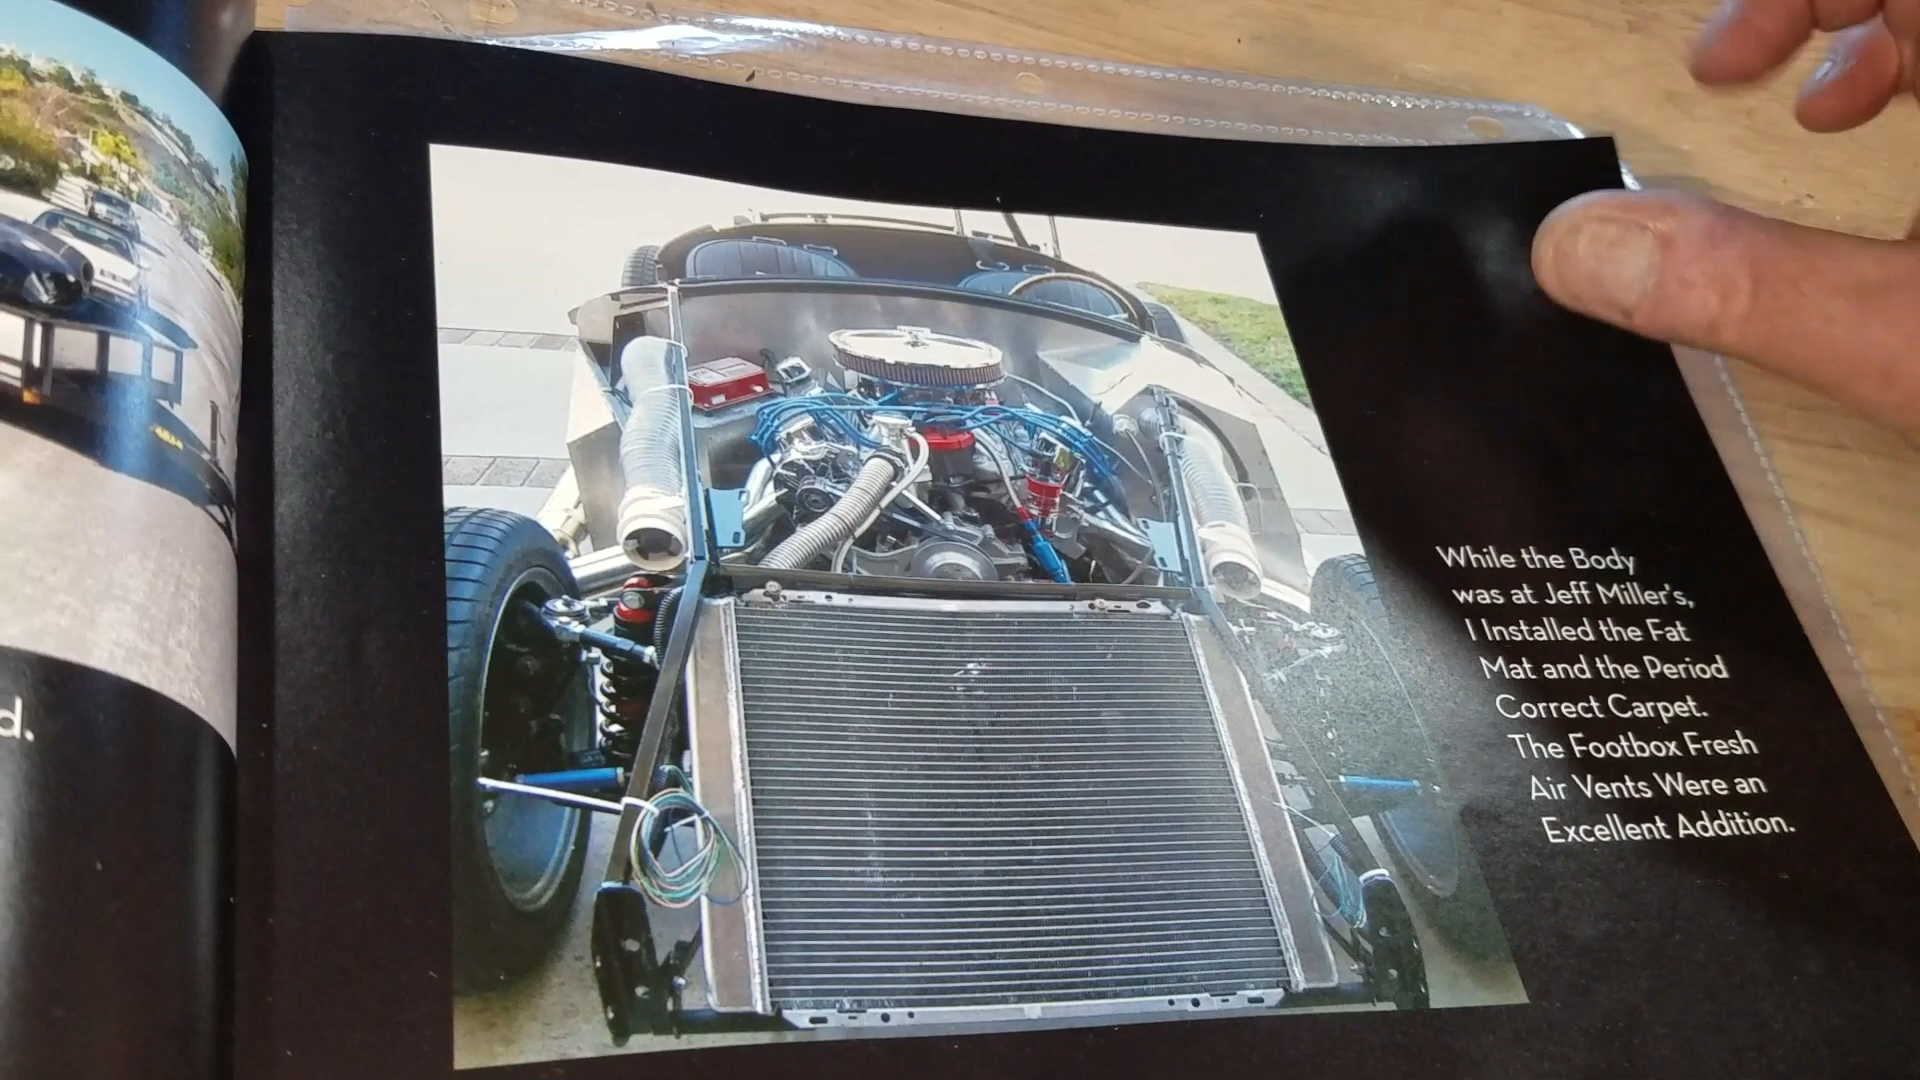 d.
While the Body
was at Jeff Miller's,
I Installed the Fat
Mat and the Period
Correct Carpet.
The Footbox Fresh
Air Vents Were an
Excellent Addition.